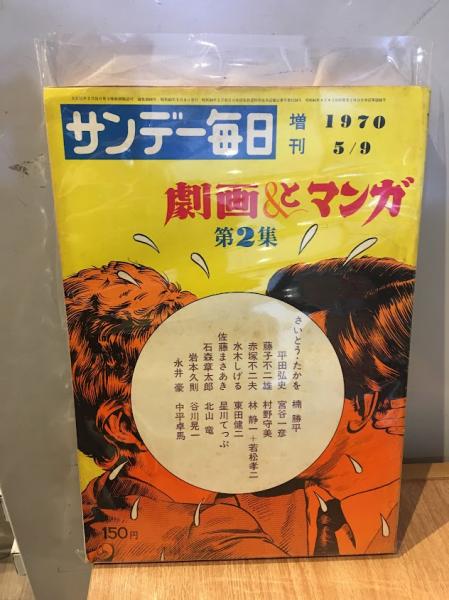 サンデー毎日
増刊
1970
5/9
劇画&とマンガ
第2集
さいとう・たかを
平田弘史
藤子不二雄
赤塚不二夫
水木しげる
佐藤まさあき
石森章太郎
岩本久則
永井豪
楠勝平
宮谷一彦
村野守美
林静一+若松孝二
東田健二
星川てっぷ
北山竜
谷川晃一
中平卓馬
150円